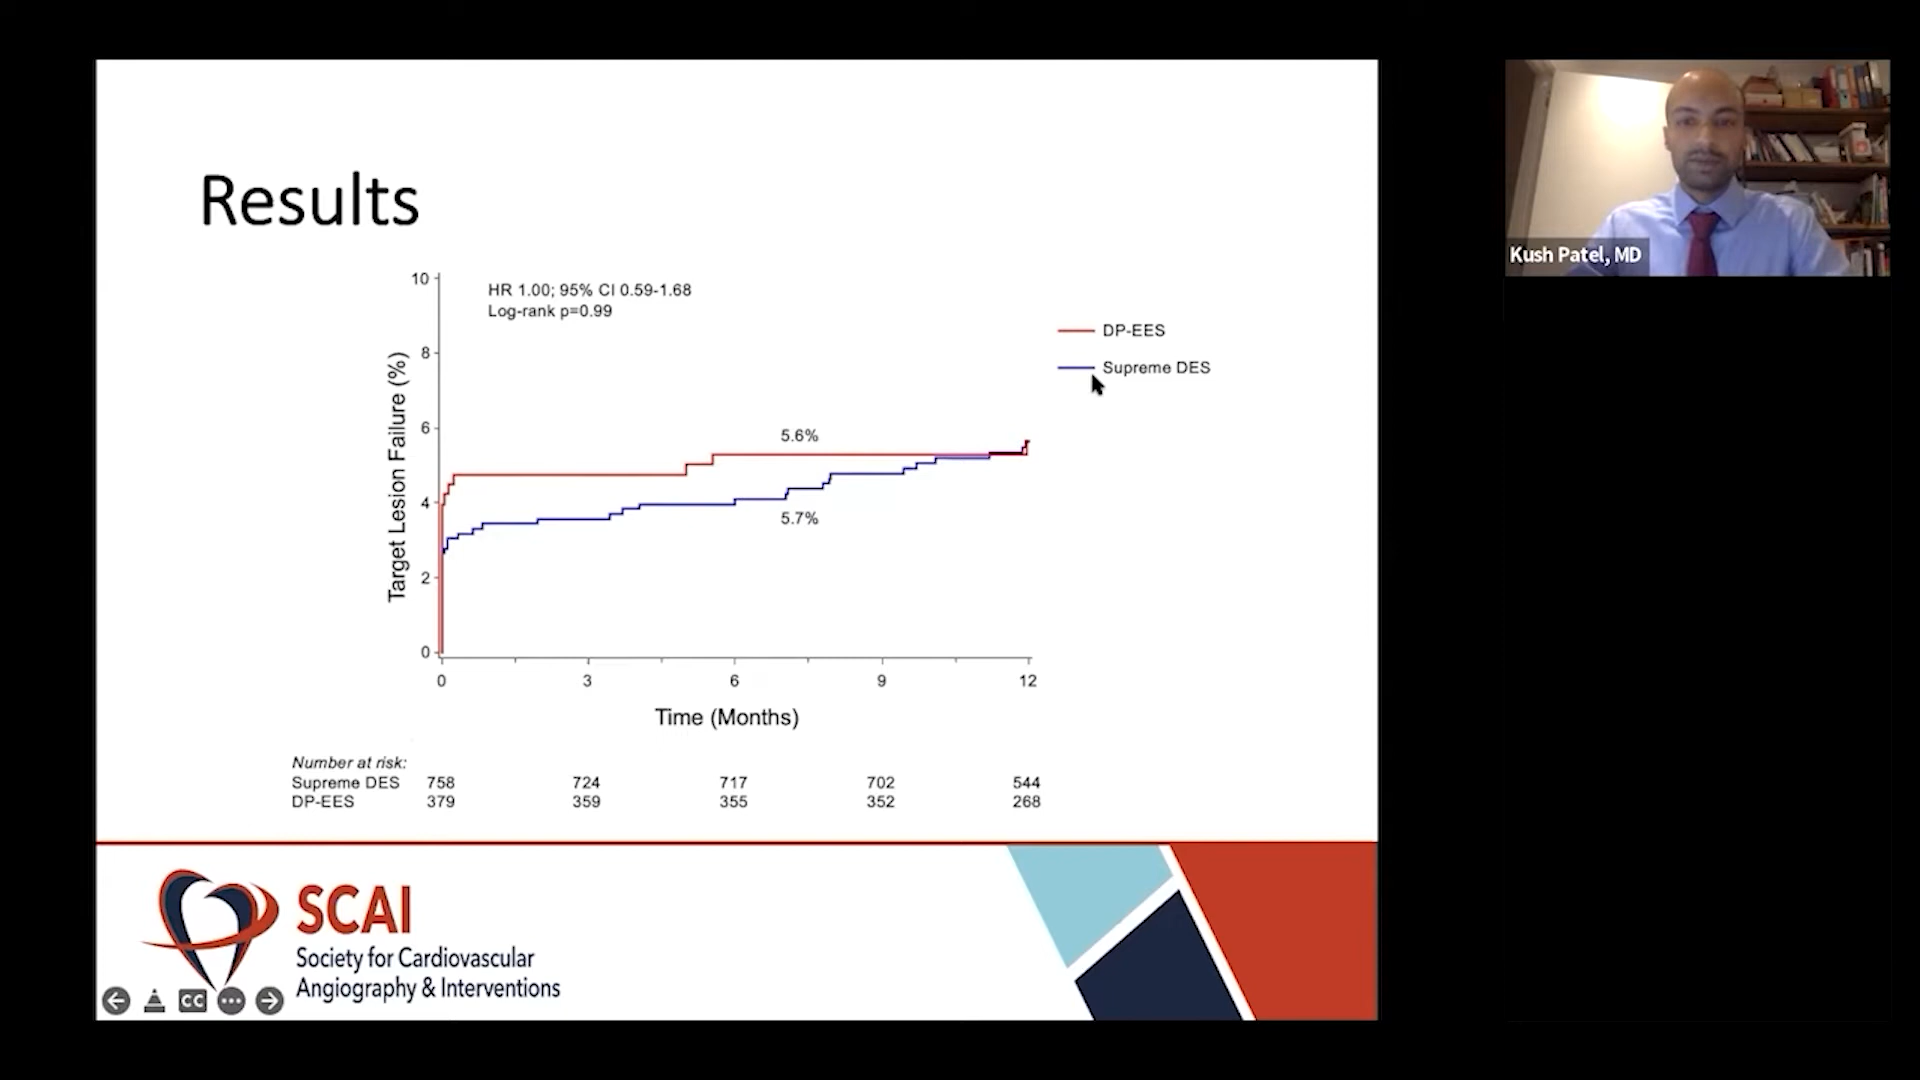 Results
10
HR 1.00; 95% CI 0.59-1.68
Log-rank p=0.99
DP-EES
8
Supreme DES
Target Lesion Failure (%)
6
5.6%
4
5.7%
2
0
0 3 6 9 12
Time (Months)
Number at risk:
Supreme DES 758 724 717 702 544
DP-EES 379 359 355 352 268
SCAI
Society for Cardiovascular
Angiography & Interventions
CC
Kush Patel, MD